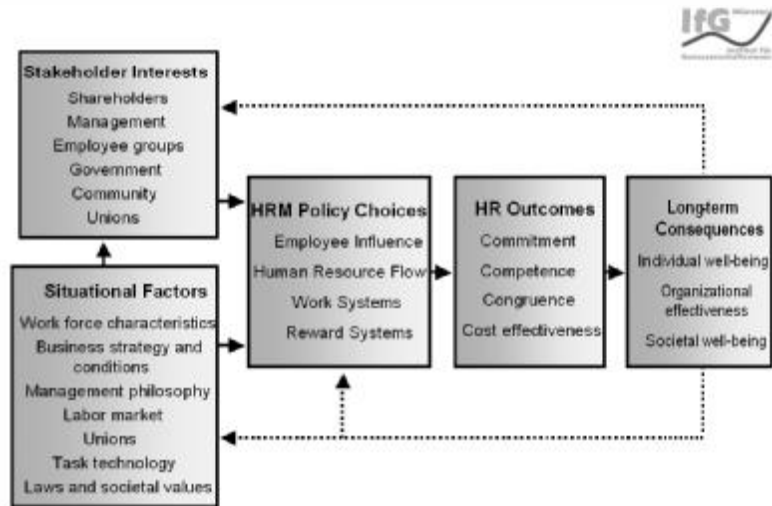 IfG
Münster
Stakeholder Interests
Shareholders
Management
Employee groups
Government
Community
Unions
Situational Factors
Work force characteristics
Business strategy and
conditions
Management philosophy
Labor market
Unions
Task technology
Laws and societal values
HRM Policy Choices
Employee Influence
Human Resource Flow
Work Systems
Reward Systems
HR Outcomes
Commitment
Competence
Congruence
Cost effectiveness
Long-term
Consequences
Individual well-being
Organizational
effectiveness
Societal well-being